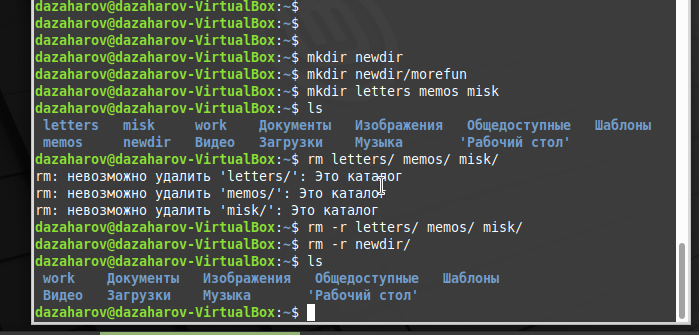 dazaharov@dazaharov-VirtualBox:~$
dazaharov@dazaharov-VirtualBox:~$
dazaharov@dazaharov-VirtualBox:~$
dazaharov@dazaharov-VirtualBox:~$ mkdir newdir
dazaharov@dazaharov-VirtualBox:~$ mkdir newdir/morefun
dazaharov@dazaharov-VirtualBox:~$ mkdir letters memos misk
dazaharov@dazaharov-VirtualBox:~$ ls
letters misk work Документы Изображения Общедоступные Шаблоны
memos newdir Видео Загрузки Музыка 'Рабочий стол'
dazaharov@dazaharov-VirtualBox:~$ rm letters/ memos/ misk/
rm: невозможно удалить 'letters/': Это каталог
rm: невозможно удалить 'memos/': Это каталог
rm: невозможно удалить 'misk/': Это каталог
dazaharov@dazaharov-VirtualBox:~$ rm -r letters/ memos/ misk/
dazaharov@dazaharov-VirtualBox:~$ rm -r newdir/
dazaharov@dazaharov-VirtualBox:~$ ls
work Документы Изображения Общедоступные Шаблоны
Видео Загрузки Музыка 'Рабочий стол'
dazaharov@dazaharov-VirtualBox:~$